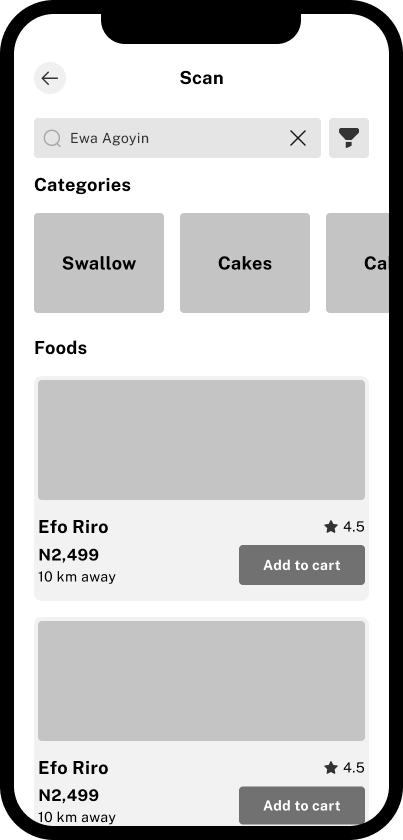 Scan
Ewa Agoyin
Categories
Swallow Cakes Ca
Foods
Efo Riro 4.5
N2,499
Add to cart
10 km away
Efo Riro 4.5
N2,499
Add to cart
10 km away